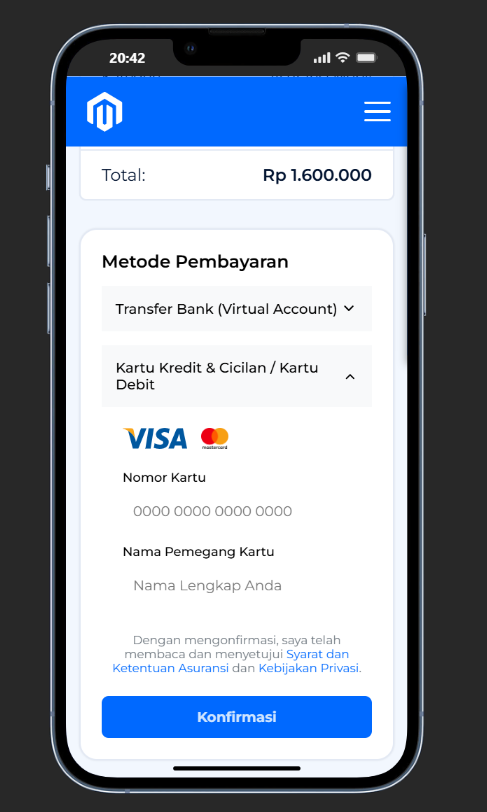 20:42
Total: Rp 1.600.000
Metode Pembayaran
Transfer Bank (Virtual Account)
Kartu Kredit & Cicilan / Kartu
Debit
VISA mastercard
Nomor Kartu
0000 0000 0000 0000
Nama Pemegang Kartu
Nama Lengkap Anda
Dengan mengonfirmasi, saya telah
membaca dan menyetujui Syarat dan
Ketentuan Asuransi dan Kebijakan Privasi.
Konfirmasi